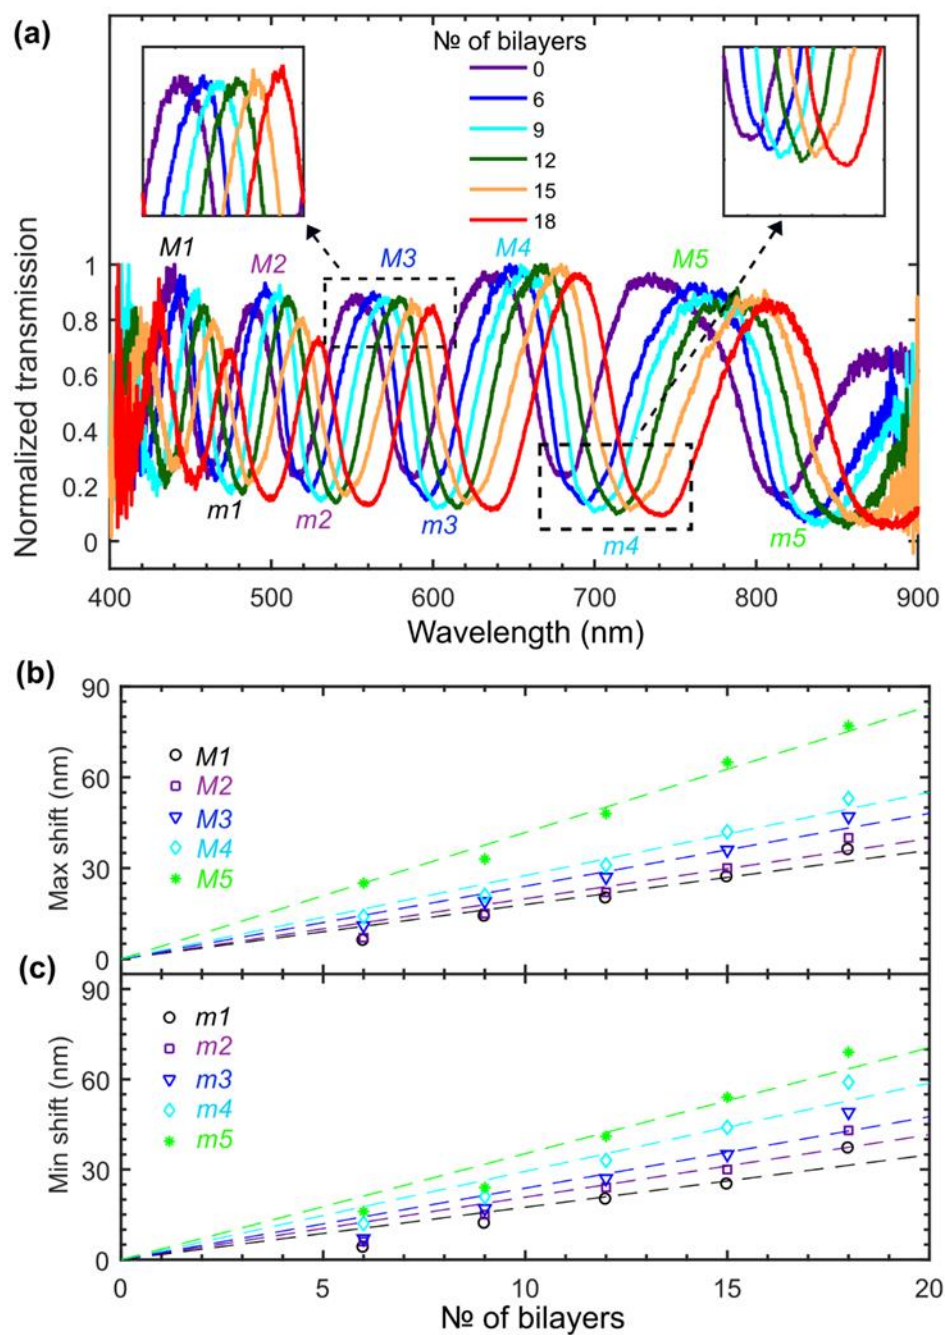 (a)
№ of bilayers
0
6
9
12
15
18
M1
M2
M3
M4
M5
m1
m2
m3
m4
m5
Normalized transmission
1
0.8
0.6
0.4
0.2
0
400
500
600
700
800
900
Wavelength (nm)
(b)
Max shift (nm)
90
60
30
0
M1
M2
M3
M4
M5
(c)
Min shift (nm)
90
60
30
0
m1
m2
m3
m4
m5
0
5
10
15
20
№ of bilayers